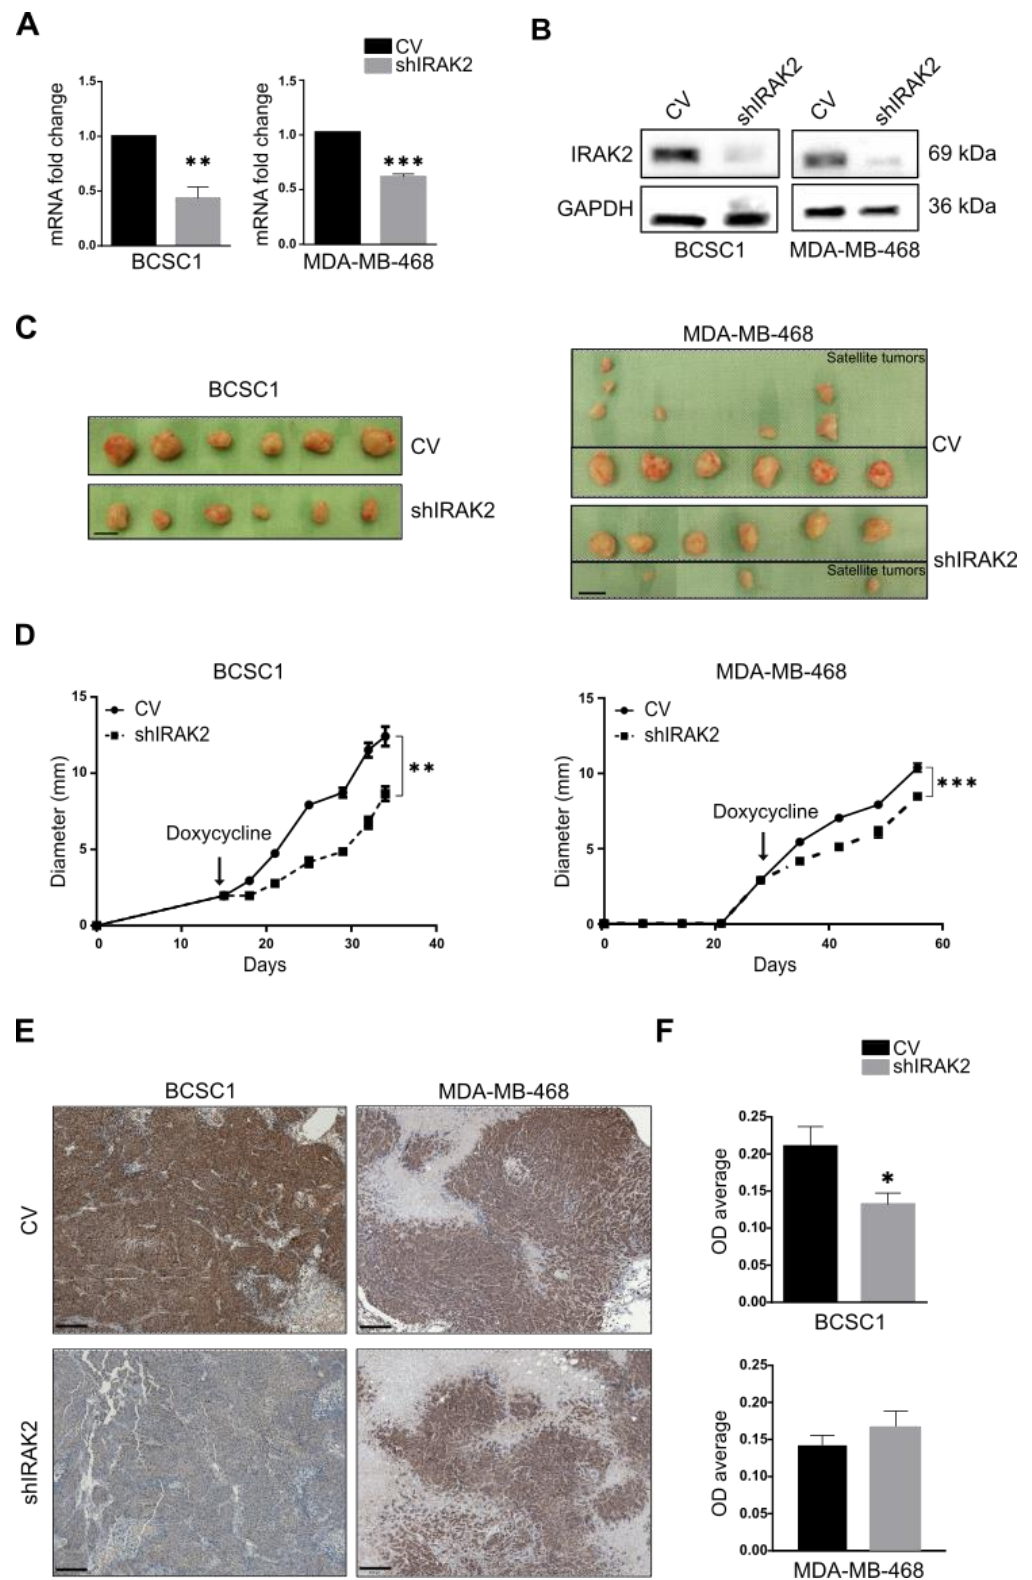 A
CV
shIRAK2
mRNA fold change
1.5
1.0
0.5
0.0
**
BCSC1
mRNA fold change
1.5
1.0
0.5
0.0
***
MDA-MB-468
B
CV
shIRAK2
CV
shIRAK2
IRAK2
69 kDa
GAPDH
36 kDa
BCSC1
MDA-MB-468
C
BCSC1
CV
shIRAK2
MDA-MB-468
Satellite tumors
CV
shIRAK2
Satellite tumors
D
BCSC1
Diameter (mm)
15
10
5
0
CV
shIRAK2
**
Doxycycline
0
10
20
30
40
Days
MDA-MB-468
Diameter (mm)
15
10
5
0
CV
shIRAK2
***
Doxycycline
0
20
40
60
Days
E
BCSC1
MDA-MB-468
CV
shIRAK2
F
CV
shIRAK2
OD average
0.25
0.20
0.15
0.10
0.05
0.00
*
BCSC1
OD average
0.25
0.20
0.15
0.10
0.05
0.00
MDA-MB-468